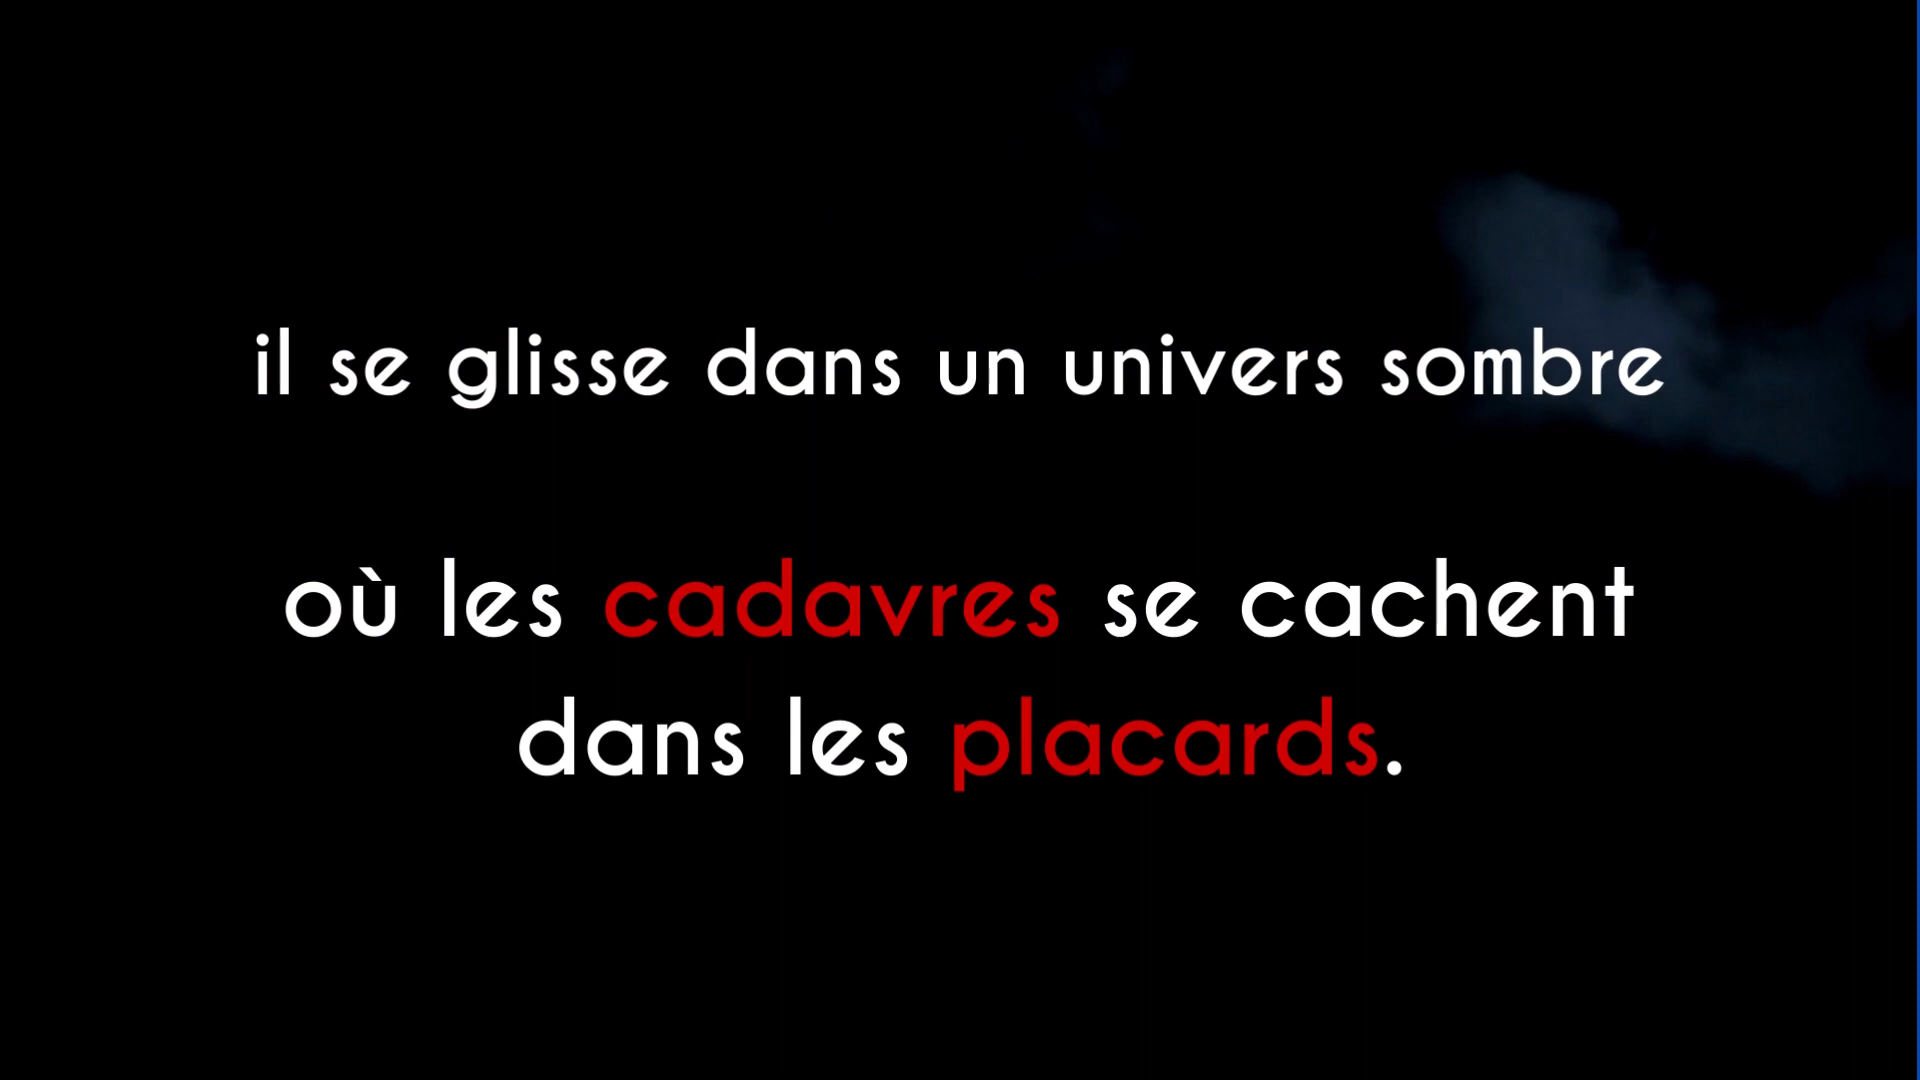 il se glisse dans un univers sombre
où les cadavres se cachent
dans les placards.